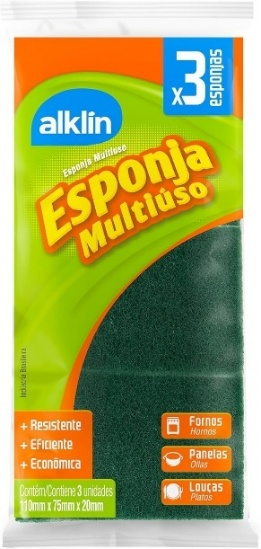 x3
esponjas
alklin
Esponja Multiuso
Esponja
Multiúso
Indústria Brasileira
+ Resistente
+ Eficiente
+ Econômica
Fornos
Hornos
Panelas
Ollas
Louças
Platos
Contém/Contiene 3 unidades
110mm x 75mm x 20mm